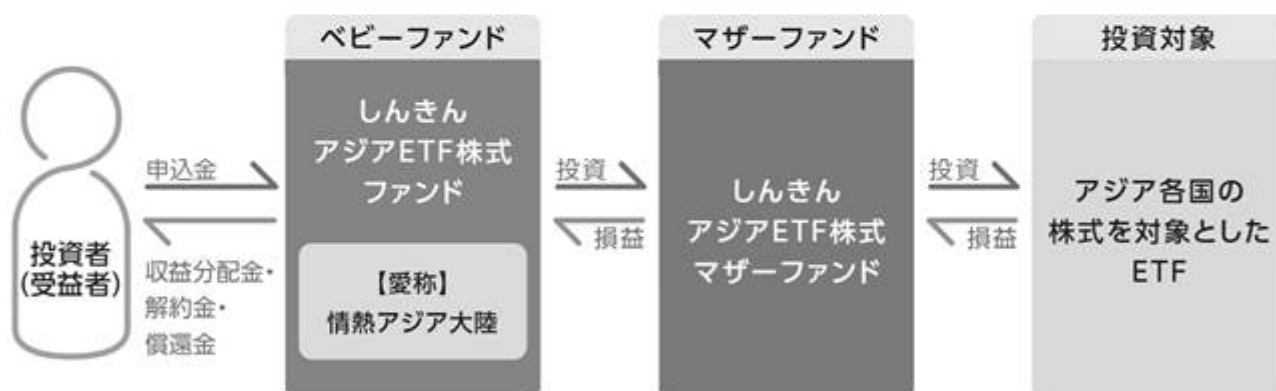 ベビーファンド
マザーファンド
投資対象
しんきん
アジアETF株式
ファンド
【愛称】
情熱アジア大陸
しんきん
アジアETF株式
マザーファンド
アジア各国の
株式を対象とした
ETF
投資者
(受益者)
申込金
収益分配金・
解約金・
償還金
投資
損益
投資
損益